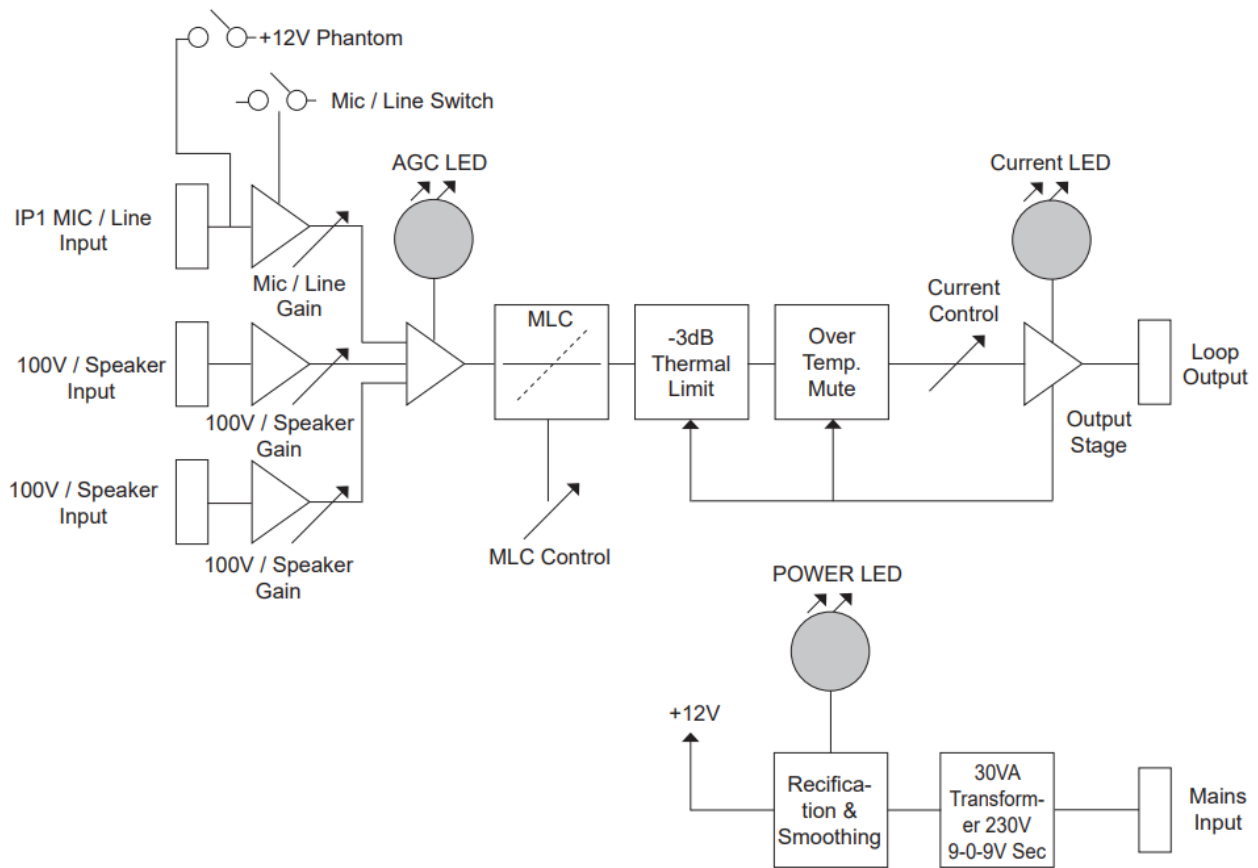 +12V Phantom
Mic / Line Switch
AGC LED
Current LED
IP1 MIC / Line
Input
Mic / Line
Gain
MLC
-3dB
Thermal
Limit
Over
Temp.
Mute
Current
Control
Loop
Output
100V / Speaker
Input
100V / Speaker
Gain
Output
Stage
100V / Speaker
Input
100V / Speaker
Gain
MLC Control
POWER LED
+12V
Recifica-
tion &
Smoothing
30VA
Transform-
er 230V
9-0-9V Sec
Mains
Input